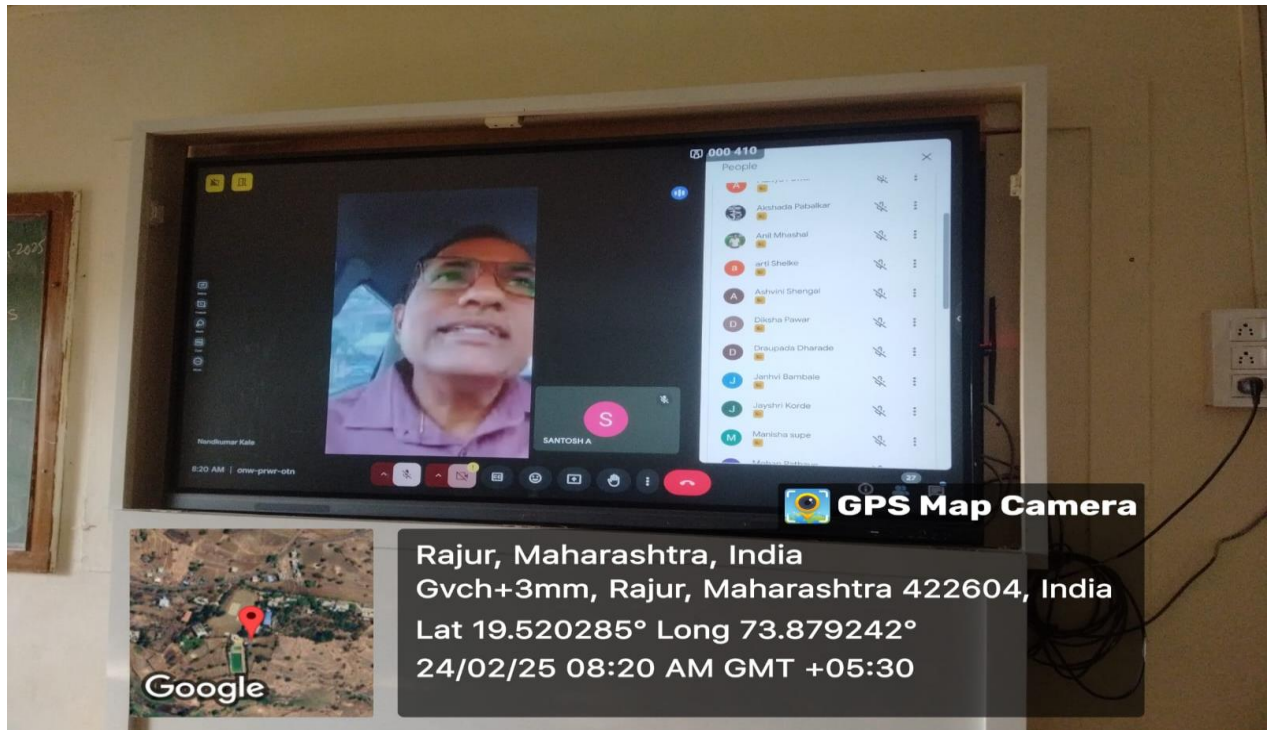 -2025
000 410
People
A
Akshada Pabalkar
Anil Mhashal
a
arti Shelke
A
Ashvini Shengal
D
Diksha Pawar
D
Draupada Dharade
J
Janhvi Bambale
J
Jayshri Korde
M
Manisha supe
S
SANTOSH A
Nandkumar Kale
8:20 AM | onw-prwr-otn
27
GPS Map Camera
Rajur, Maharashtra, India
Gvch+3mm, Rajur, Maharashtra 422604, India
Lat 19.520285° Long 73.879242°
24/02/25 08:20 AM GMT +05:30
Google